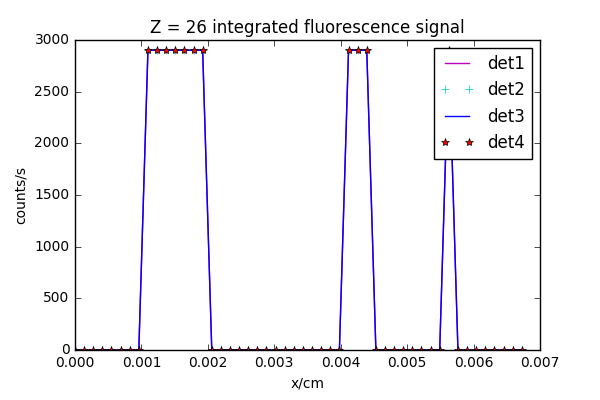 Z = 26 integrated fluorescence signal
3000
2500
2000
1500
1000
500
0
counts/s
det1
det2
det3
det4
0.000 0.001 0.002 0.003 0.004 0.005 0.006 0.007
x/cm